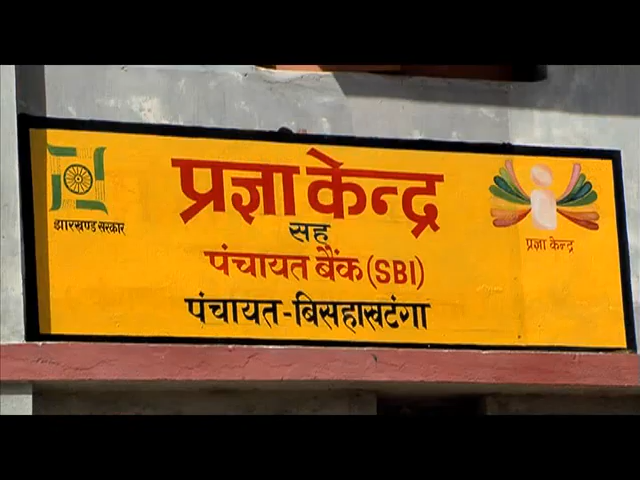 प्रज्ञा केन्द्र
सह
पंचायत बैंक (SBI)
पंचायत-बिसहाखटंगा
झारखण्ड सरकार
प्रज्ञा केन्द्र